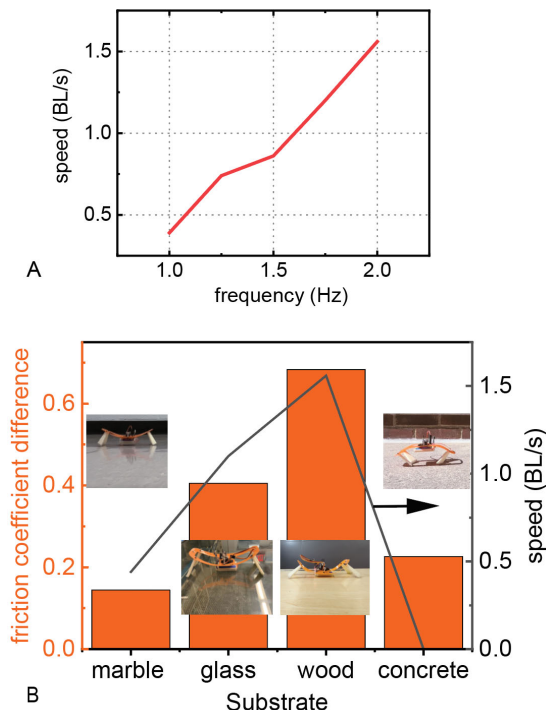 1.5
1.0
0.5
speed (BL/s)
1.0 1.5 2.0
frequency (Hz)
A
friction coefficient difference
0.6
0.4
0.2
0.0
1.5
1.0
0.5
0.0
speed (BL/s)
marble glass wood concrete
Substrate
B